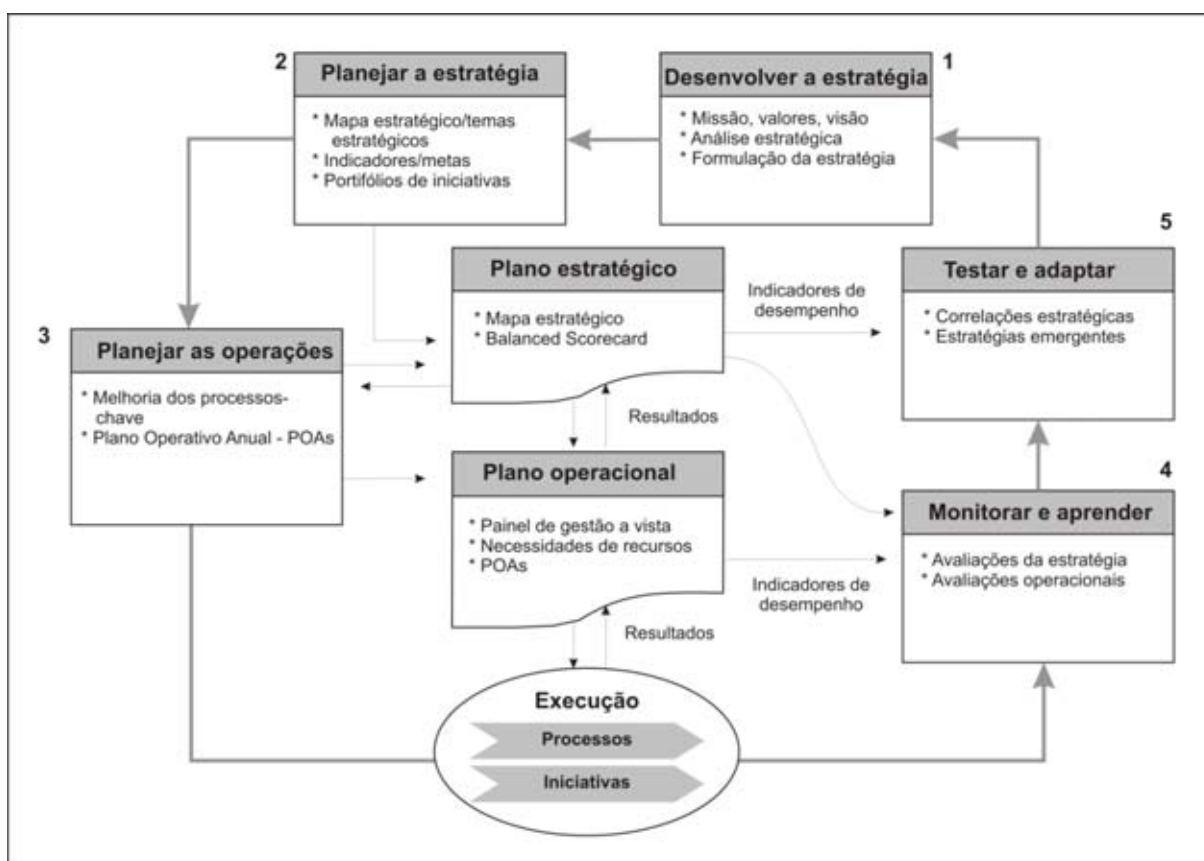 2
Planejar a estratégia
* Mapa estratégico/temas
estratégicos
* Indicadores/metas
* Portifólios de iniciativas
1
Desenvolver a estratégia
* Missão, valores, visão
* Análise estratégica
* Formulação da estratégia
3
Planejar as operações
* Melhoria dos processos-
chave
* Plano Operativo Anual - POAs
Plano estratégico
* Mapa estratégico
* Balanced Scorecard
Indicadores de
desempenho
5
Testar e adaptar
* Correlações estratégicas
* Estratégias emergentes
Resultados
Plano operacional
* Painel de gestão a vista
* Necessidades de recursos
* POAs
Indicadores de
desempenho
4
Monitorar e aprender
* Avaliações da estratégia
* Avaliações operacionais
Resultados
Execução
Processos
Iniciativas